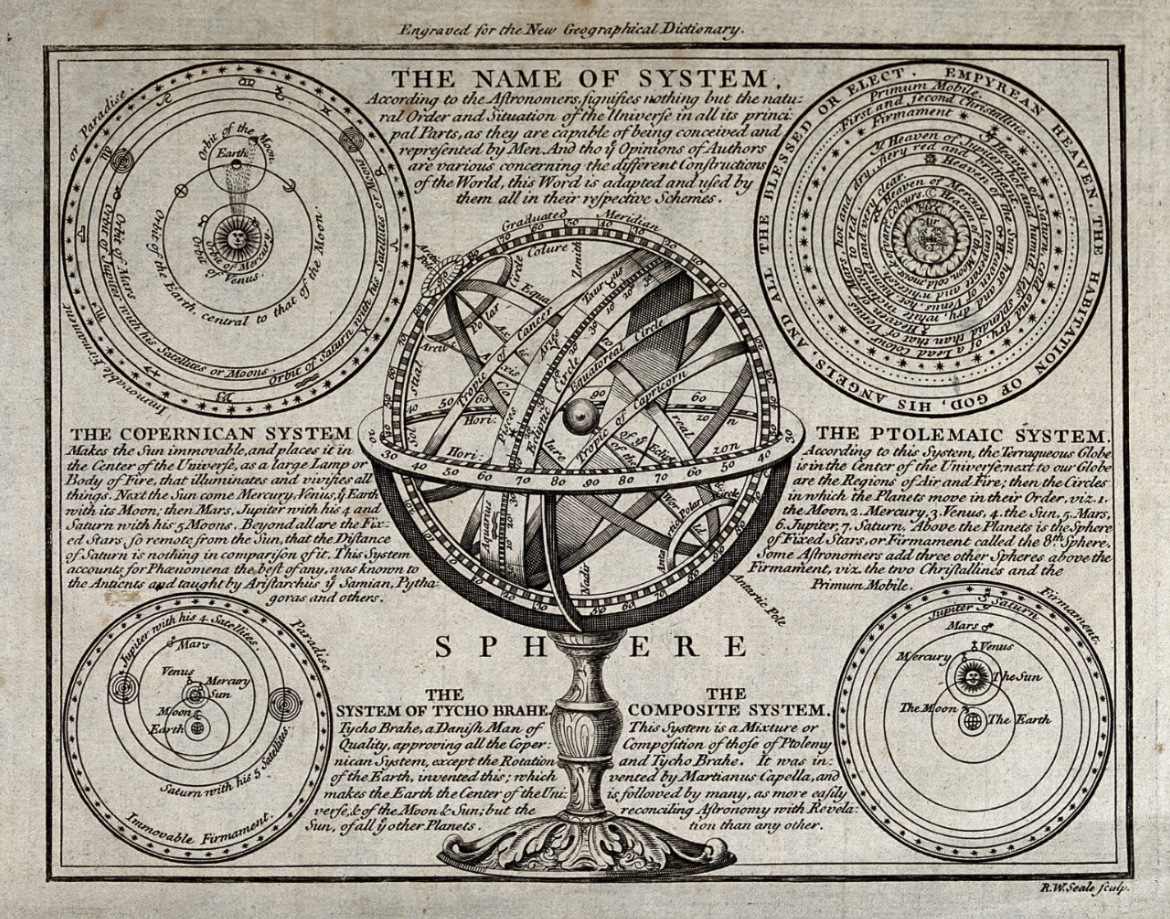 Engraved for the New Geographical Dictionary.
THE NAME OF SYSTEM,
According to the Aſtronomers, ſignifies nothing but the natu-
ral Order and Situation of the Univerſe in all its princi-
pal Parts, as they are capable of being conceived and
repreſented by Men. And tho ẙ Opinions of Authors
are various concerning the different Conſtructions
of the World, this Word is adapted and uſed by
them all in their reſpective Schemes.
or Paradise
Immovable Firmament
Orbit of the Moon
Earth
Orbit of Mercury
Orbit of Venus
Orbit of the Earth, central to that of the Moon.
Orbit of Mars
Orbit of Jupiter
Satellites or Moons
Orbit of Saturn with his 5 Satellites or Moons
EMPYREAN HEAVEN THE HABITATION OF GOD, HIS ANGELS AND ALL THE BLESSED OR ELECT.
Primum Mobile.
First and second Christalline
Firmament
Graduated Meridian
Colure
Zenith
Polar
Tropic of Cancer
Taurus
Aries
Pisces
Aquarius
Ecliptic
Circle
Equatoreal Circle
Tropic of Capricorn
Hori-
zon
Hori-
zon
Nadir
Antarctic Pole
THE COPERNICAN SYSTEM
Makes the Sun immovable, and places it in
the Center of the Univerſe, as a large Lamp or
Body of Fire, that illuminates and vivifies all
things. Next the Sun come Mercury, Venus, ẙ Earth
with its Moon; then Mars, Jupiter with his 4 and
Saturn with his 5 Moons. Beyond all are the Fix-
ed Stars, ſo remote from the Sun, that the Diſtance
of Saturn is nothing in compariſon of it. This Syſtem
accounts for Phænomena the beſt of any, was known to
the Antients and taught by Ariſtarchus ẙ Samian, Pytha-
goras and others.
THE PTOLEMAIC SYSTEM.
According to this Syſtem, the Terraqueous Globe
is in the Center of the Univerſe: next to our Globe
are the Regions of Air and Fire; then the Circles
in which the Planets move in their Order, viz. 1.
the Moon, 2. Mercury, 3. Venus, 4. the Sun, 5. Mars,
6. Jupiter, 7. Saturn. Above the Planets is the Sphere
of Fixed Stars, or Firmament called the 8th Sphere.
Some Aſtronomers add three other Spheres above the
Firmament, viz. the two Chriſtallines and the
Primum Mobile.
SPHERE
Paradise
Jupiter with his 4 Satellites.
Mars
Venus
Mercury
Sun
Moon
Earth
Saturn with his 5 Satellites.
Immovable Firmament.
THE
SYSTEM OF TYCHO BRAHE.
Tycho Brahe, a Daniſh Man of
Quality, approving all the Coper-
nican Syſtem, except the Rotation
of the Earth, invented this; which
makes the Earth the Center of the Uni-
verſe, & of the Moon & Sun; but the
Sun, of all ẙ other Planets.
THE
COMPOSITE SYSTEM.
This Syſtem is a Mixture or
Compoſition of thoſe of Ptolemy
and Tycho Brahe. It was in-
vented by Martianus Capella, and
is followed by many, as more eaſily
reconciling Aſtronomy with Revela-
tion than any other.
Firmament.
Saturn
Jupiter
Mars
Venus
Mercury
The Sun
The Moon
The Earth
R.W. Seale ſculp.